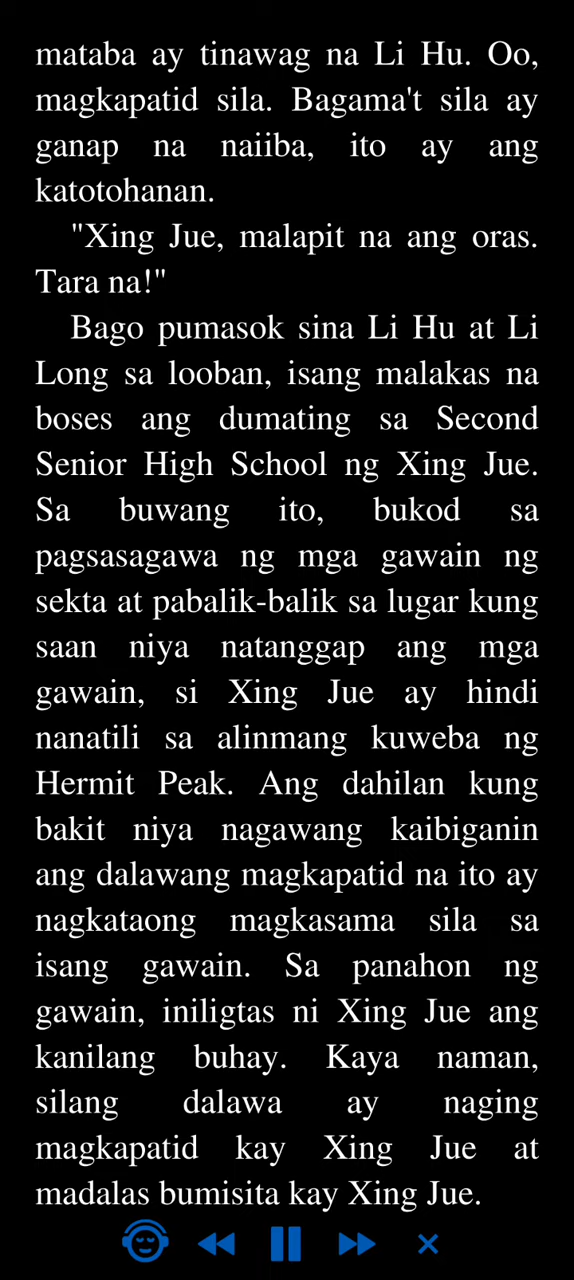 mataba ay tinawag na Li Hu. Oo,
magkapatid sila. Bagama't sila ay
ganap na naiiba, ito ay ang
katotohanan.
"Xing Jue, malapit na ang oras.
Tara na!"
Bago pumasok sina Li Hu at Li
Long sa looban, isang malakas na
boses ang dumating sa Second
Senior High School ng Xing Jue.
Sa buwang ito, bukod sa
pagsasagawa ng mga gawain ng
sekta at pabalik-balik sa lugar kung
saan niya natanggap ang mga
gawain, si Xing Jue ay hindi
nanatili sa alinmang kuweba ng
Hermit Peak. Ang dahilan kung
bakit niya nagawang kaibiganin
ang dalawang magkapatid na ito ay
nagkataong magkasama sila sa
isang gawain. Sa panahon ng
gawain, iniligtas ni Xing Jue ang
kanilang buhay. Kaya naman,
silang dalawa ay naging
magkapatid kay Xing Jue at
madalas bumisita kay Xing Jue.